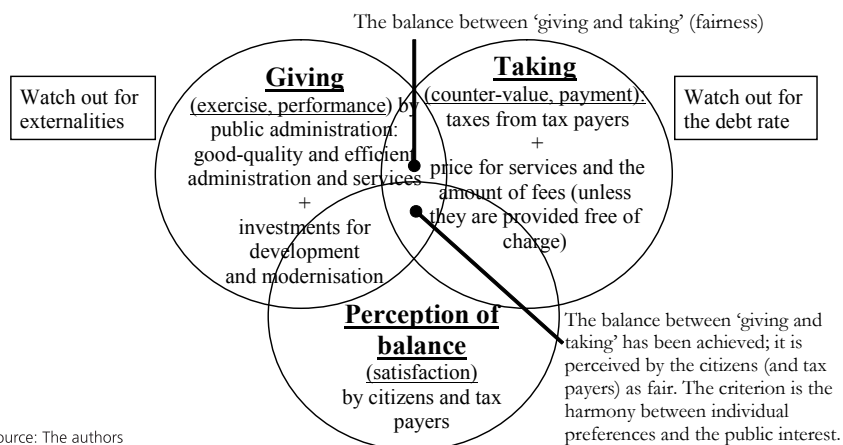 The balance between ‘giving and taking’ (fairness)
Watch out for
externalities
Giving
(exercise, performance) by
public administration:
good-quality and efficient
administration and services
+
investments for
development
and modernisation
Taking
(counter-value, payment):
taxes from tax payers
+
price for services and the
amount of fees (unless
they are provided free of
charge)
Watch out for
the debt rate
Perception of
balance
(satisfaction)
by citizens and tax
payers
The balance between ‘giving and
taking’ has been achieved; it is
perceived by the citizens (and tax
payers) as fair. The criterion is the
harmony between individual
preferences and the public interest.
ource: The authors